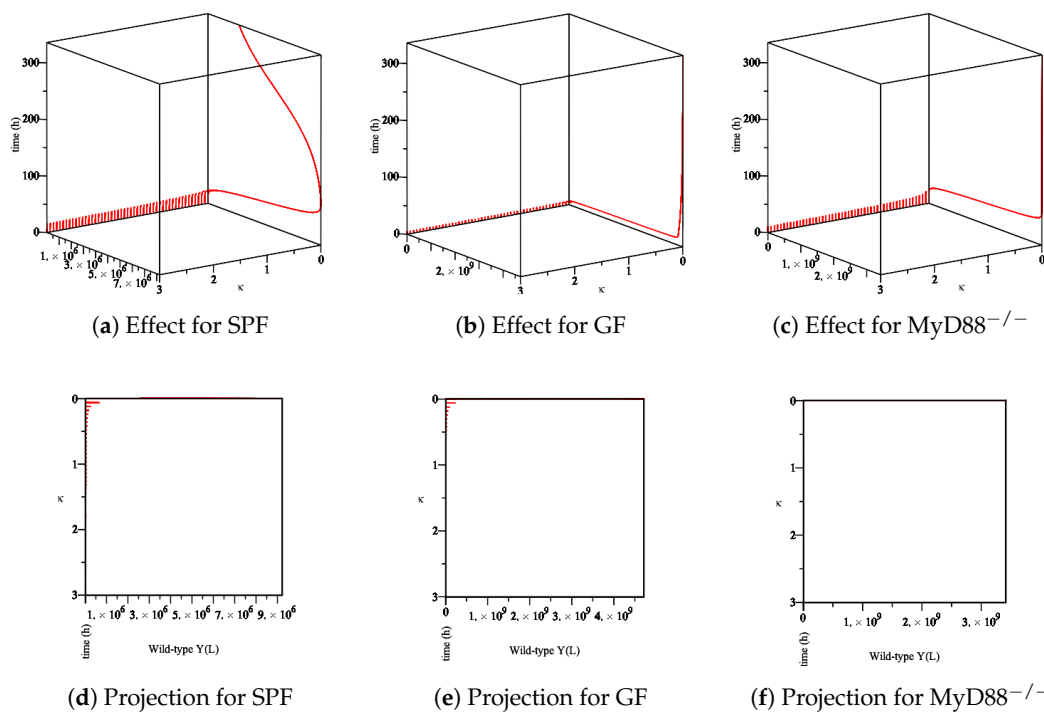 300
200
100
0
time (h)
1, × 10⁶
3, × 10⁶
5, × 10⁶
7, × 10⁶
3
2
1
0
κ
300
200
100
0
time (h)
0
2, × 10⁹
3
2
1
0
κ
300
200
100
0
time (h)
0
1, × 10⁹
2, × 10⁹
3
2
1
0
κ
(a) Effect for SPF
(b) Effect for GF
(c) Effect for MyD88⁻/⁻
0
1
κ
2
3
1, × 10⁶ 3, × 10⁶ 5, × 10⁶ 7, × 10⁶ 9, × 10⁶
time (h)
Wild-type Y(L)
0
1
κ
2
3
0 1, × 10⁹ 2, × 10⁹ 3, × 10⁹ 4, × 10⁹
time (h)
Wild-type Y(L)
0
1
κ
2
3
0 1, × 10⁹ 2, × 10⁹ 3, × 10⁹
time (h)
Wild-type Y(L)
(d) Projection for SPF
(e) Projection for GF
(f) Projection for MyD88⁻/⁻